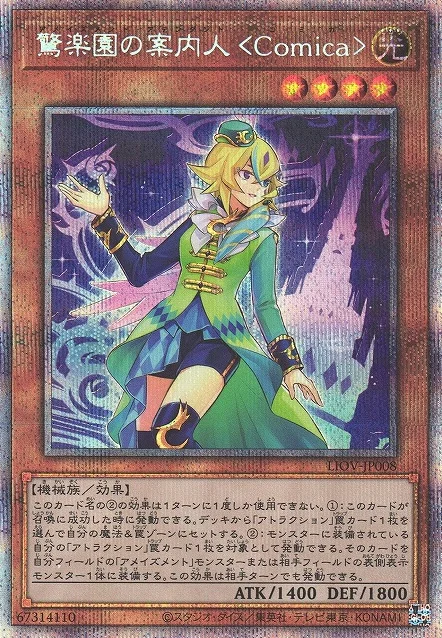 驚楽園の案内人 <Comica>
光
LIOV-JP008
【機械族／効果】
このカード名の②の効果は1ターンに1度しか使用できない。①：このカードが
召喚に成功した時に発動できる。デッキから「アトラクション」罠カード1枚を
選んで自分の魔法＆罠ゾーンにセットする。②：モンスターに装備されている
自分の「アトラクション」罠カード1枚を対象として発動できる。そのカードを
自分フィールドの「アメイズメント」モンスターまたは相手フィールドの表側表示
モンスター1体に装備する。この効果は相手ターンでも発動できる。
ATK/1400 DEF/1800
67314110
©スタジオ・ダイス／集英社・テレビ東京・KONAMI